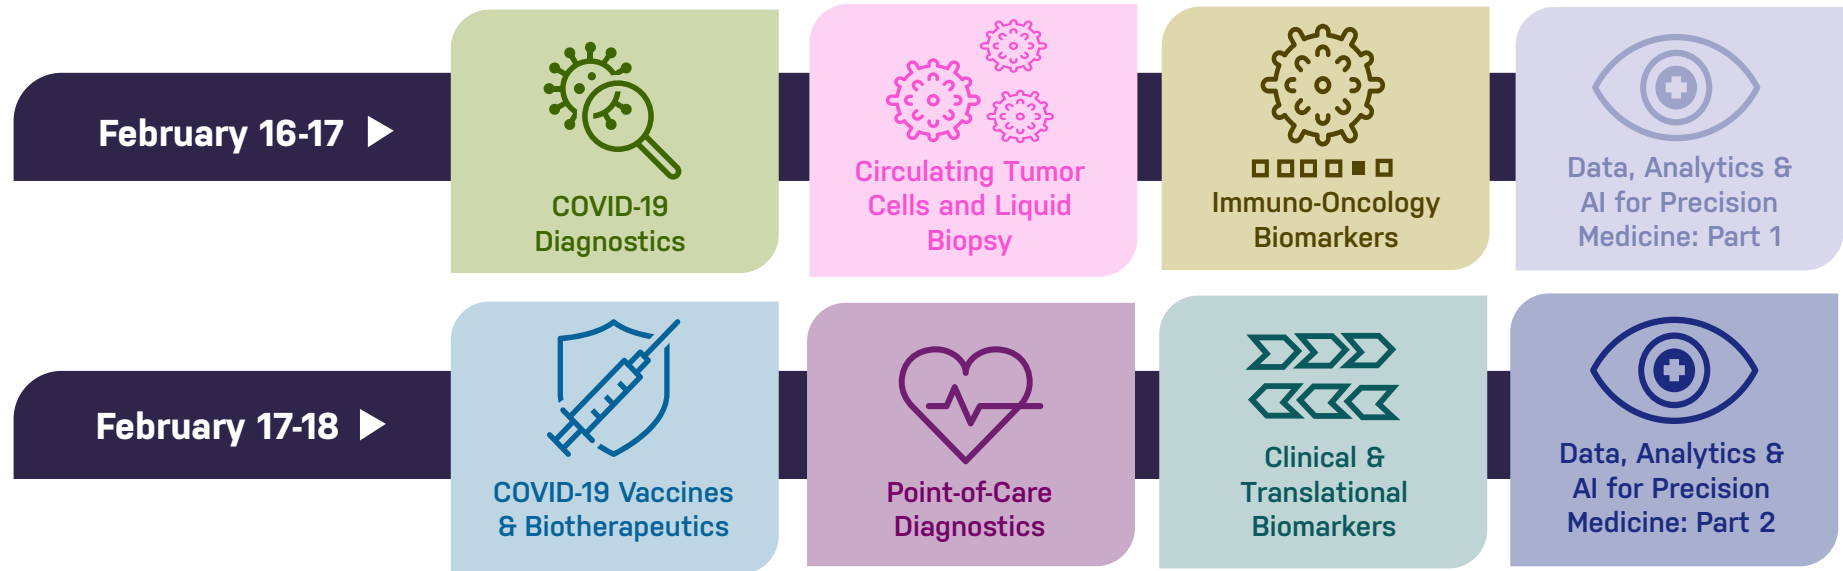 February 16-17
COVID-19
Diagnostics
Circulating Tumor
Cells and Liquid
Biopsy
Immuno-Oncology
Biomarkers
Data, Analytics &
AI for Precision
Medicine: Part 1
February 17-18
COVID-19 Vaccines
& Biotherapeutics
Point-of-Care
Diagnostics
Clinical &
Translational
Biomarkers
Data, Analytics &
AI for Precision
Medicine: Part 2